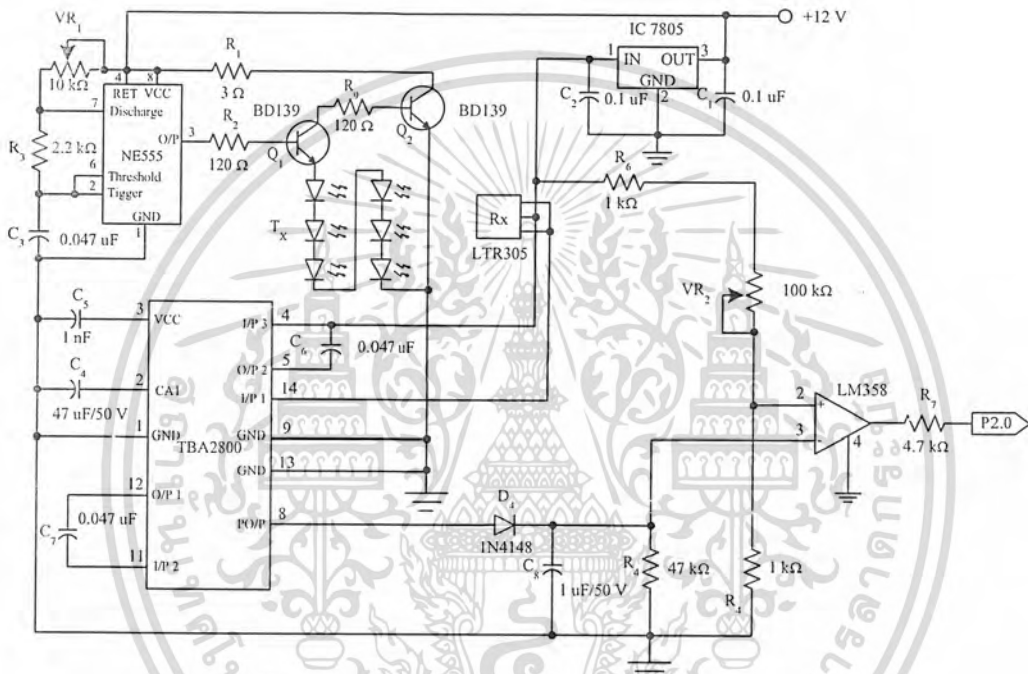 +12 V
VR1
10 kΩ
R3
2.2 kΩ
C3
0.047 uF
4
8
RET VCC
7
Discharge
NE555
O/P
3
6
Threshold
2
Tigger
GND
1
R1
3 Ω
R2
120 Ω
BD139
Q1
R9
120 Ω
Q2
BD139
TX
IC 7805
1
IN
OUT
3
GND
2
C2
0.1 uF
C1
0.1 uF
Rx
LTR305
R6
1 kΩ
VR2
100 kΩ
C5
1 nF
3
VCC
C4
47 uF/50 V
2
CA1
1
GND
TBA2800
12
O/P 1
C7
0.047 uF
11
I/P 2
I/P 3
4
C6
0.047 uF
O/P 2
5
I/P 1
14
GND
9
GND
13
PO/P
8
D4
1N4148
C8
1 uF/50 V
R4
47 kΩ
1 kΩ
R4
LM358
2
+
3
-
4
R7
4.7 kΩ
P2.0